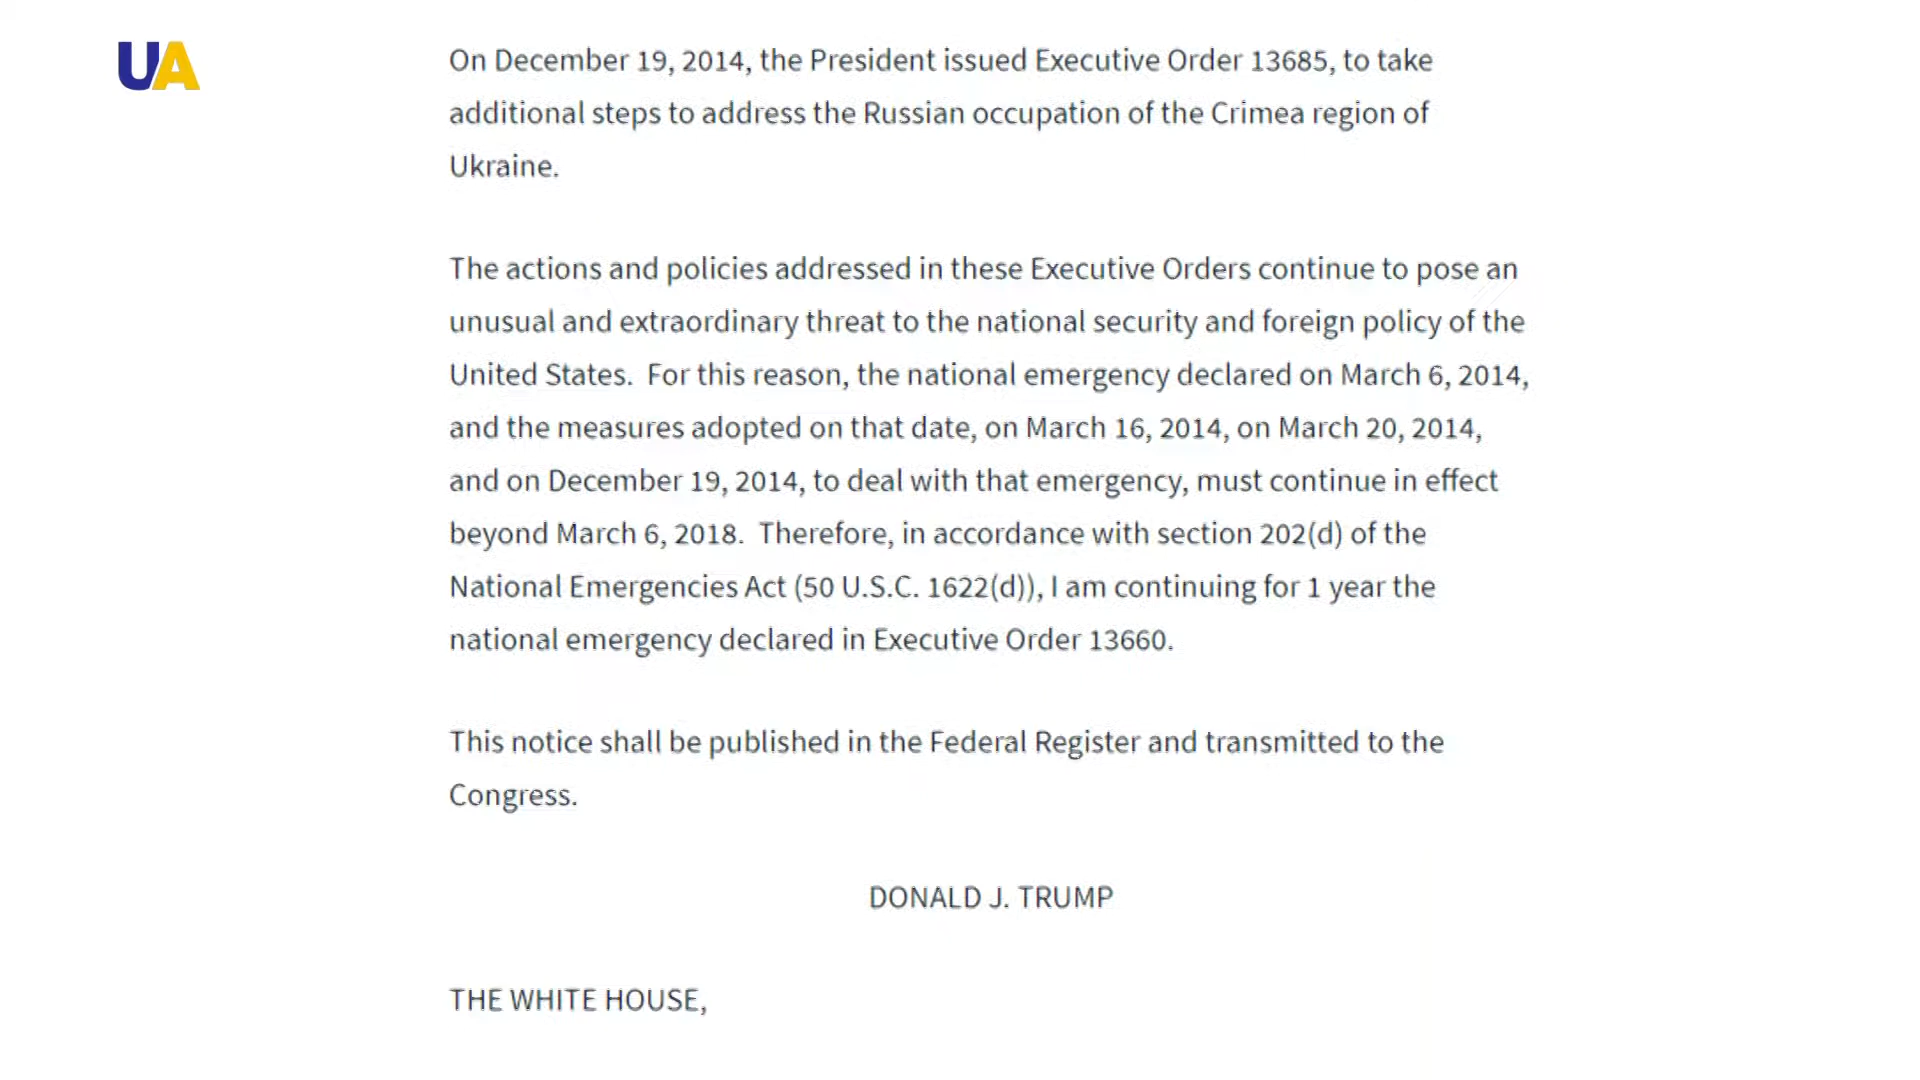 UA
On December 19, 2014, the President issued Executive Order 13685, to take
additional steps to address the Russian occupation of the Crimea region of
Ukraine.
The actions and policies addressed in these Executive Orders continue to pose an
unusual and extraordinary threat to the national security and foreign policy of the
United States.  For this reason, the national emergency declared on March 6, 2014,
and the measures adopted on that date, on March 16, 2014, on March 20, 2014,
and on December 19, 2014, to deal with that emergency, must continue in effect
beyond March 6, 2018.  Therefore, in accordance with section 202(d) of the
National Emergencies Act (50 U.S.C. 1622(d)), I am continuing for 1 year the
national emergency declared in Executive Order 13660.
This notice shall be published in the Federal Register and transmitted to the
Congress.
DONALD J. TRUMP
THE WHITE HOUSE,